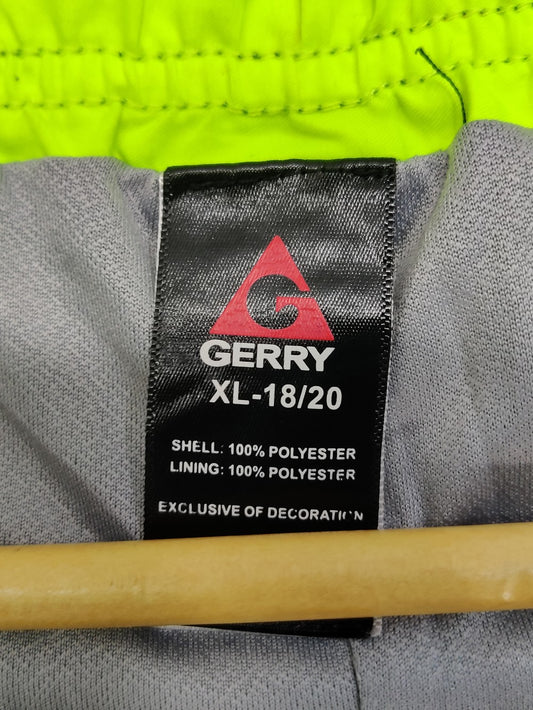 G
GERRY
XL-18/20
SHELL: 100% POLYESTER
LINING: 100% POLYESTER
EXCLUSIVE OF DECORATION